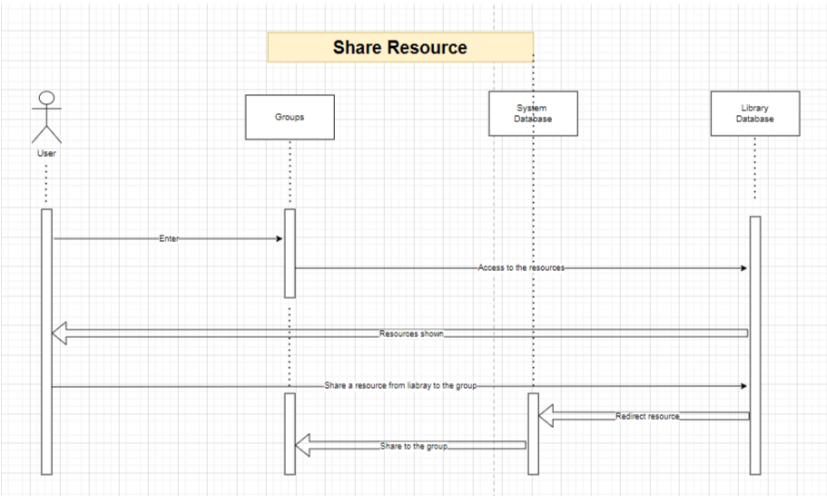 Share Resource
User
Groups
System
Database
Library
Database
Enter
Access to the resources
Resources shown
Share a resource from liabray to the group
Redirect resource
Share to the group